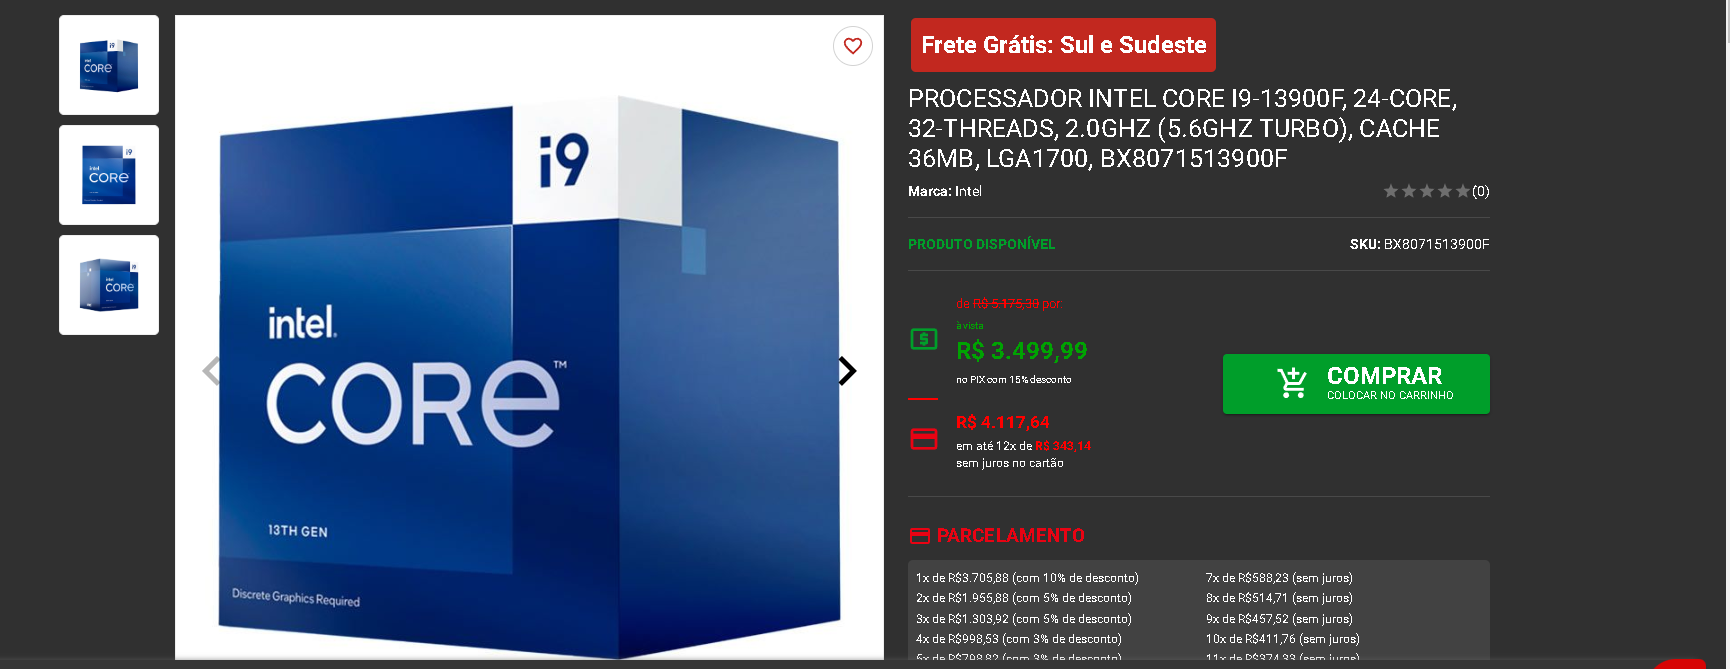 i9
intel
CORE
i9
intel
CORE
i9
intel
CORE
i9
intel.
CORE™
13TH GEN
Discrete Graphics Required
Frete Grátis: Sul e Sudeste
PROCESSADOR INTEL CORE I9-13900F, 24-CORE,
32-THREADS, 2.0GHZ (5.6GHZ TURBO), CACHE
36MB, LGA1700, BX8071513900F
Marca: Intel
(0)
PRODUTO DISPONÍVEL
SKU: BX8071513900F
de R$ 5.175,30 por:
à vista
R$ 3.499,99
no PIX com 15% desconto
R$ 4.117,64
em até 12x de R$ 343,14
sem juros no cartão
COMPRAR
COLOCAR NO CARRINHO
PARCELAMENTO
1x de R$3.705,88 (com 10% de desconto)
2x de R$1.955,88 (com 5% de desconto)
3x de R$1.303,92 (com 5% de desconto)
4x de R$998,53 (com 3% de desconto)
5x de R$798,82 (com 3% de desconto)
7x de R$588,23 (sem juros)
8x de R$514,71 (sem juros)
9x de R$457,52 (sem juros)
10x de R$411,76 (sem juros)
11x de R$374,33 (sem juros)